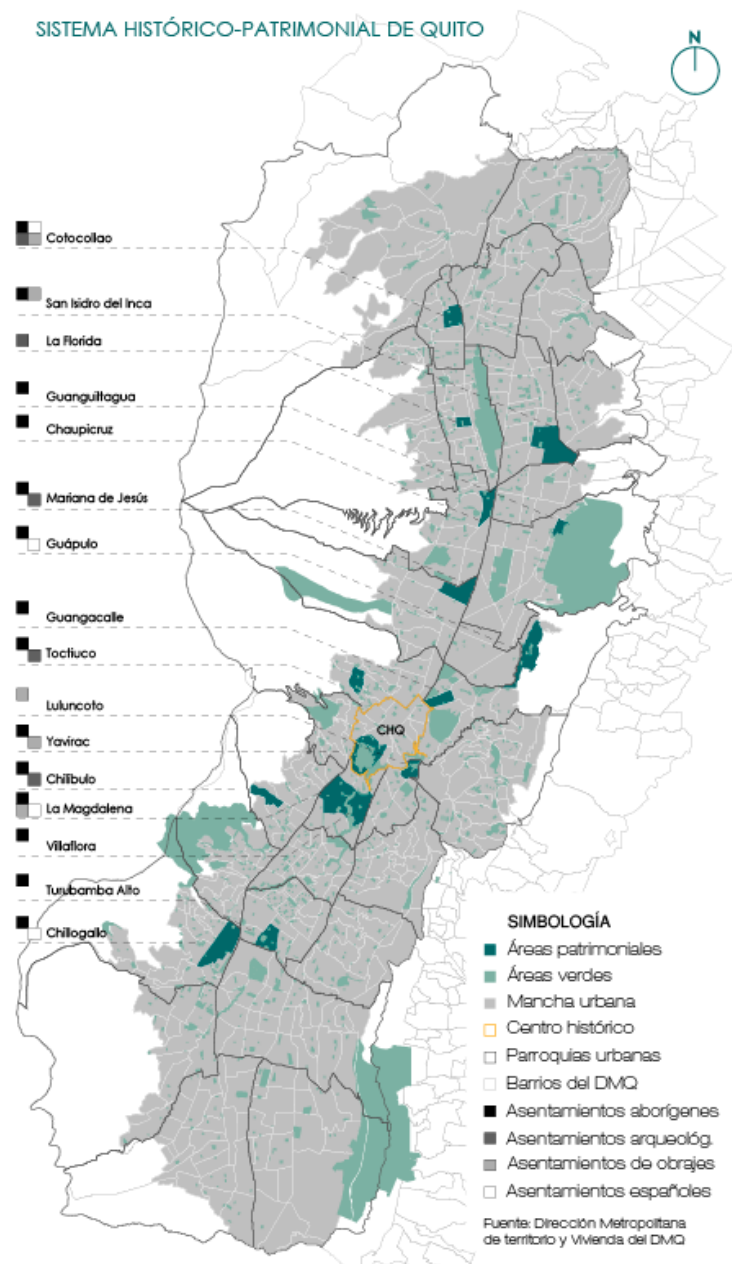 SISTEMA HISTÓRICO-PATRIMONIAL DE QUITO
N
Cotocollao
San Isidro del Inca
La Florida
Guanguiltagua
Chaupicruz
Mariana de Jesús
Guápulo
Guangacalle
Toctiuco
Luluncoto
Yavirac
Chilibulo
La Magdalena
Villaflora
Turubamba Alto
Chillogallo
CHQ
SIMBOLOGÍA
Áreas patrimoniales
Áreas verdes
Mancha urbana
Centro histórico
Parroquias urbanas
Barrios del DMQ
Asentamientos aborígenes
Asentamientos arqueológ.
Asentamientos de obrajes
Asentamientos españoles
Fuente: Dirección Metropolitana
de territorio y Vivienda del DMQ